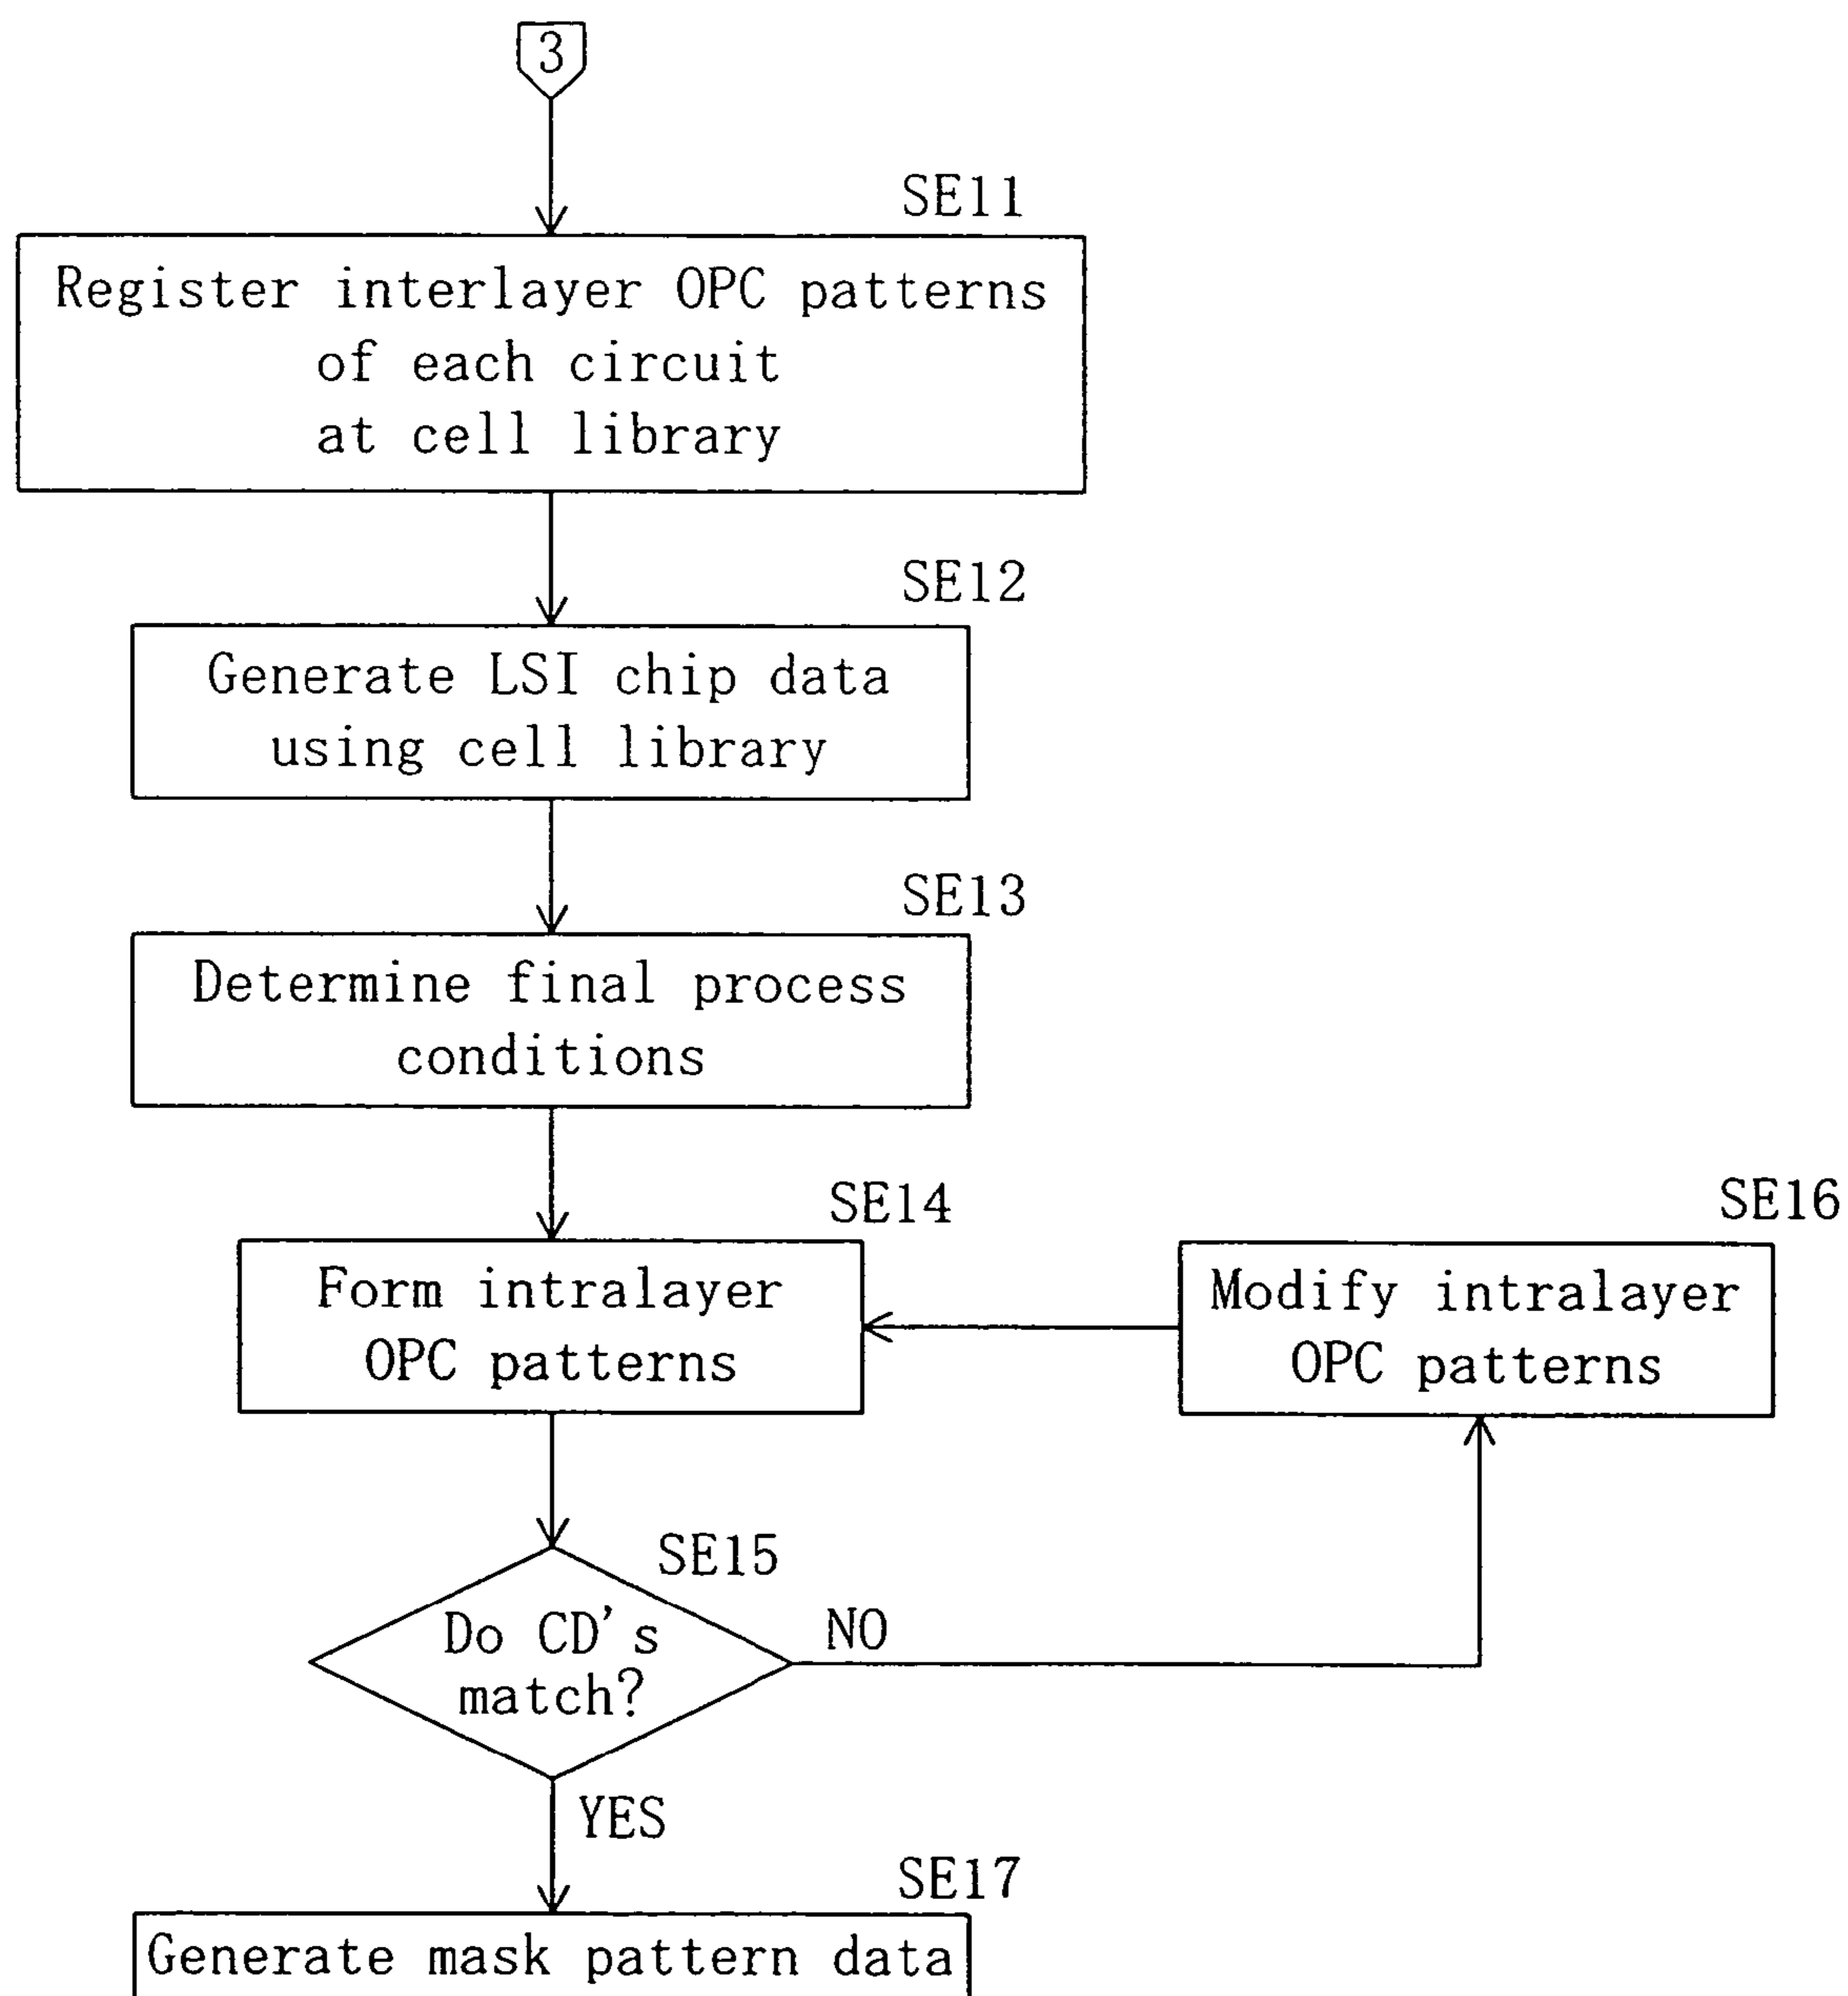 3
SE11
Register interlayer OPC patterns
of each circuit
at cell library
SE12
Generate LSI chip data
using cell library
SE13
Determine final process
conditions
SE14
Form intralayer
OPC patterns
SE16
Modify intralayer
OPC patterns
SE15
Do CD's
match?
NO
YES
SE17
Generate mask pattern data